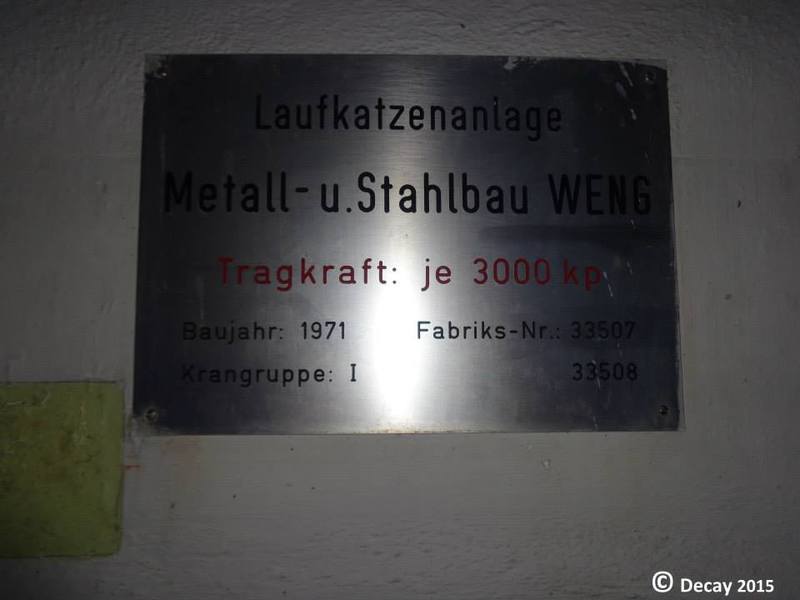 Laufkatzenanlage
Metall- u. Stahlbau WENG
Tragkraft: je 3000 kp
Baujahr: 1971 Fabriks-Nr.: 33507
Krangruppe: I 33508
© Decay 2015